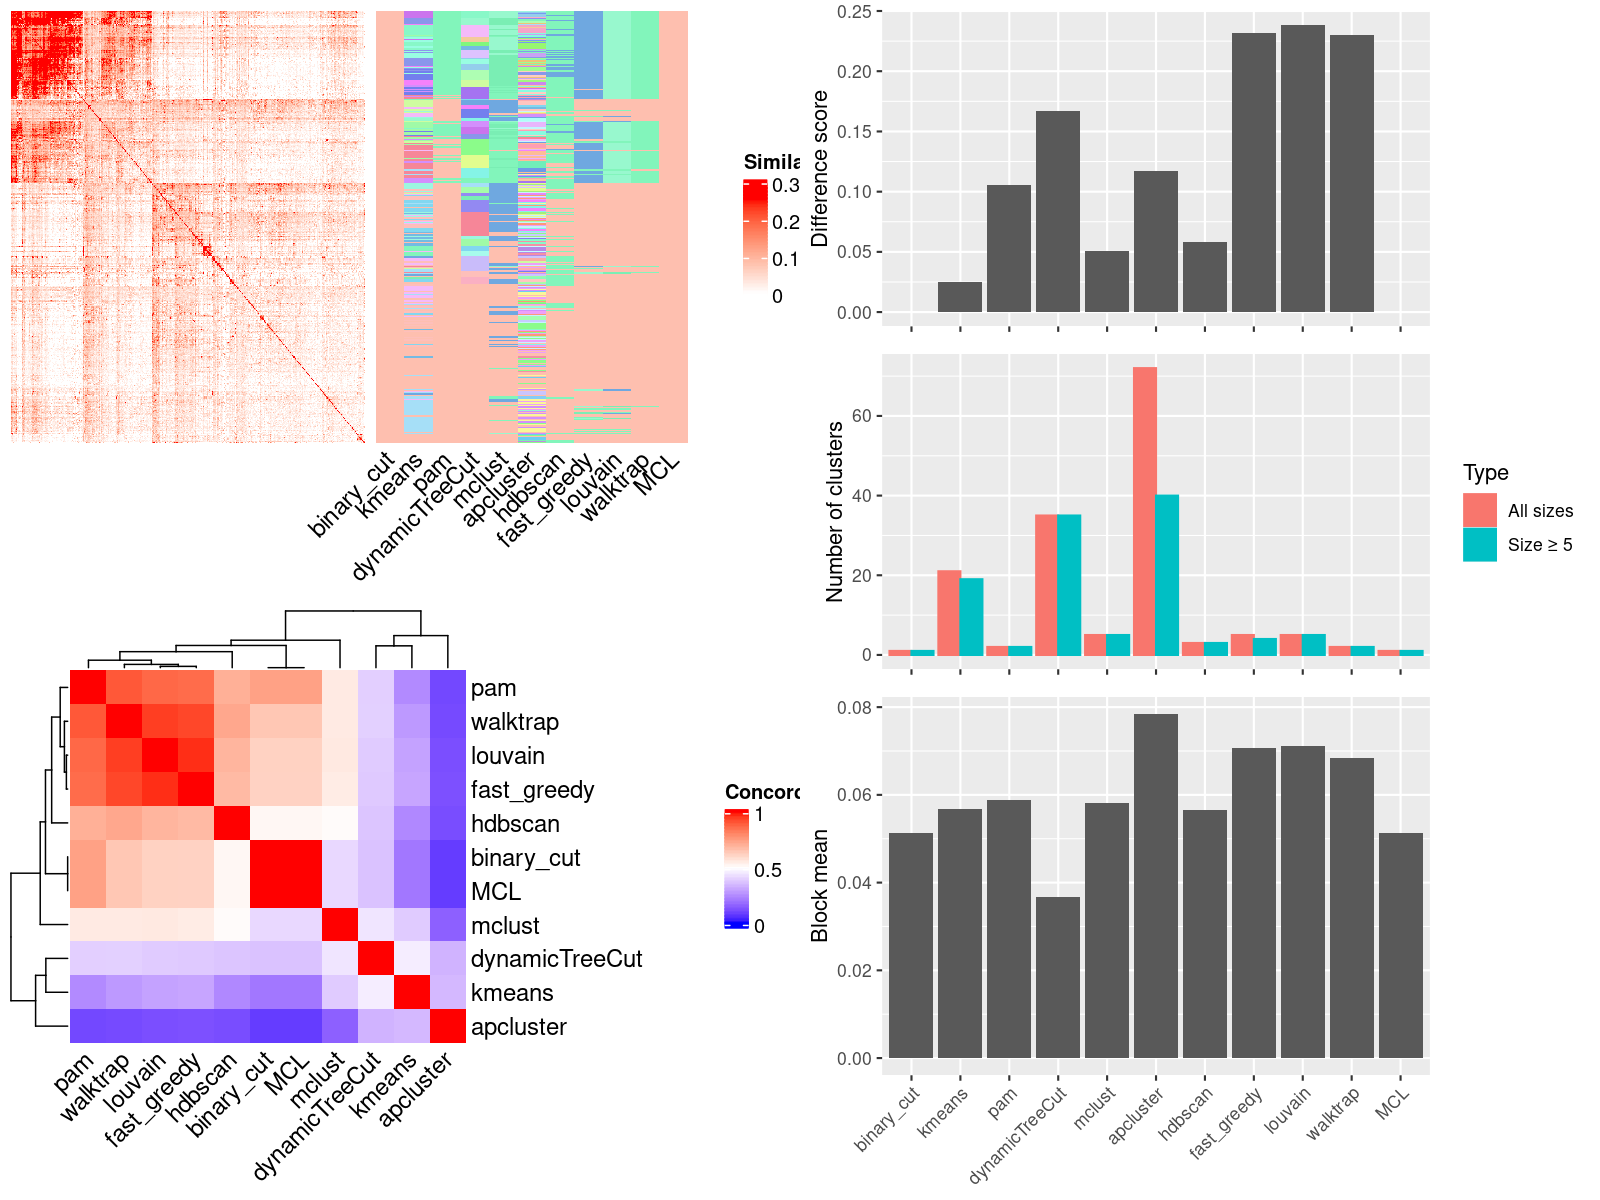 Simila
0.3
0.2
0.1
0
binary_cut
kmeans
pam
dynamicTreeCut
mclust
apcluster
hdbscan
fast_greedy
louvain
walktrap
MCL
pam
walktrap
louvain
fast_greedy
hdbscan
binary_cut
MCL
mclust
dynamicTreeCut
kmeans
apcluster
pam
walktrap
louvain
fast_greedy
hdbscan
binary_cut
MCL
mclust
dynamicTreeCut
kmeans
apcluster
Concord
1
0.5
0
Difference score
0.25
0.20
0.15
0.10
0.05
0.00
Number of clusters
60
40
20
0
Type
All sizes
Size ≥ 5
Block mean
0.08
0.06
0.04
0.02
0.00
binary_cut
kmeans
pam
dynamicTreeCut
mclust
apcluster
hdbscan
fast_greedy
louvain
walktrap
MCL